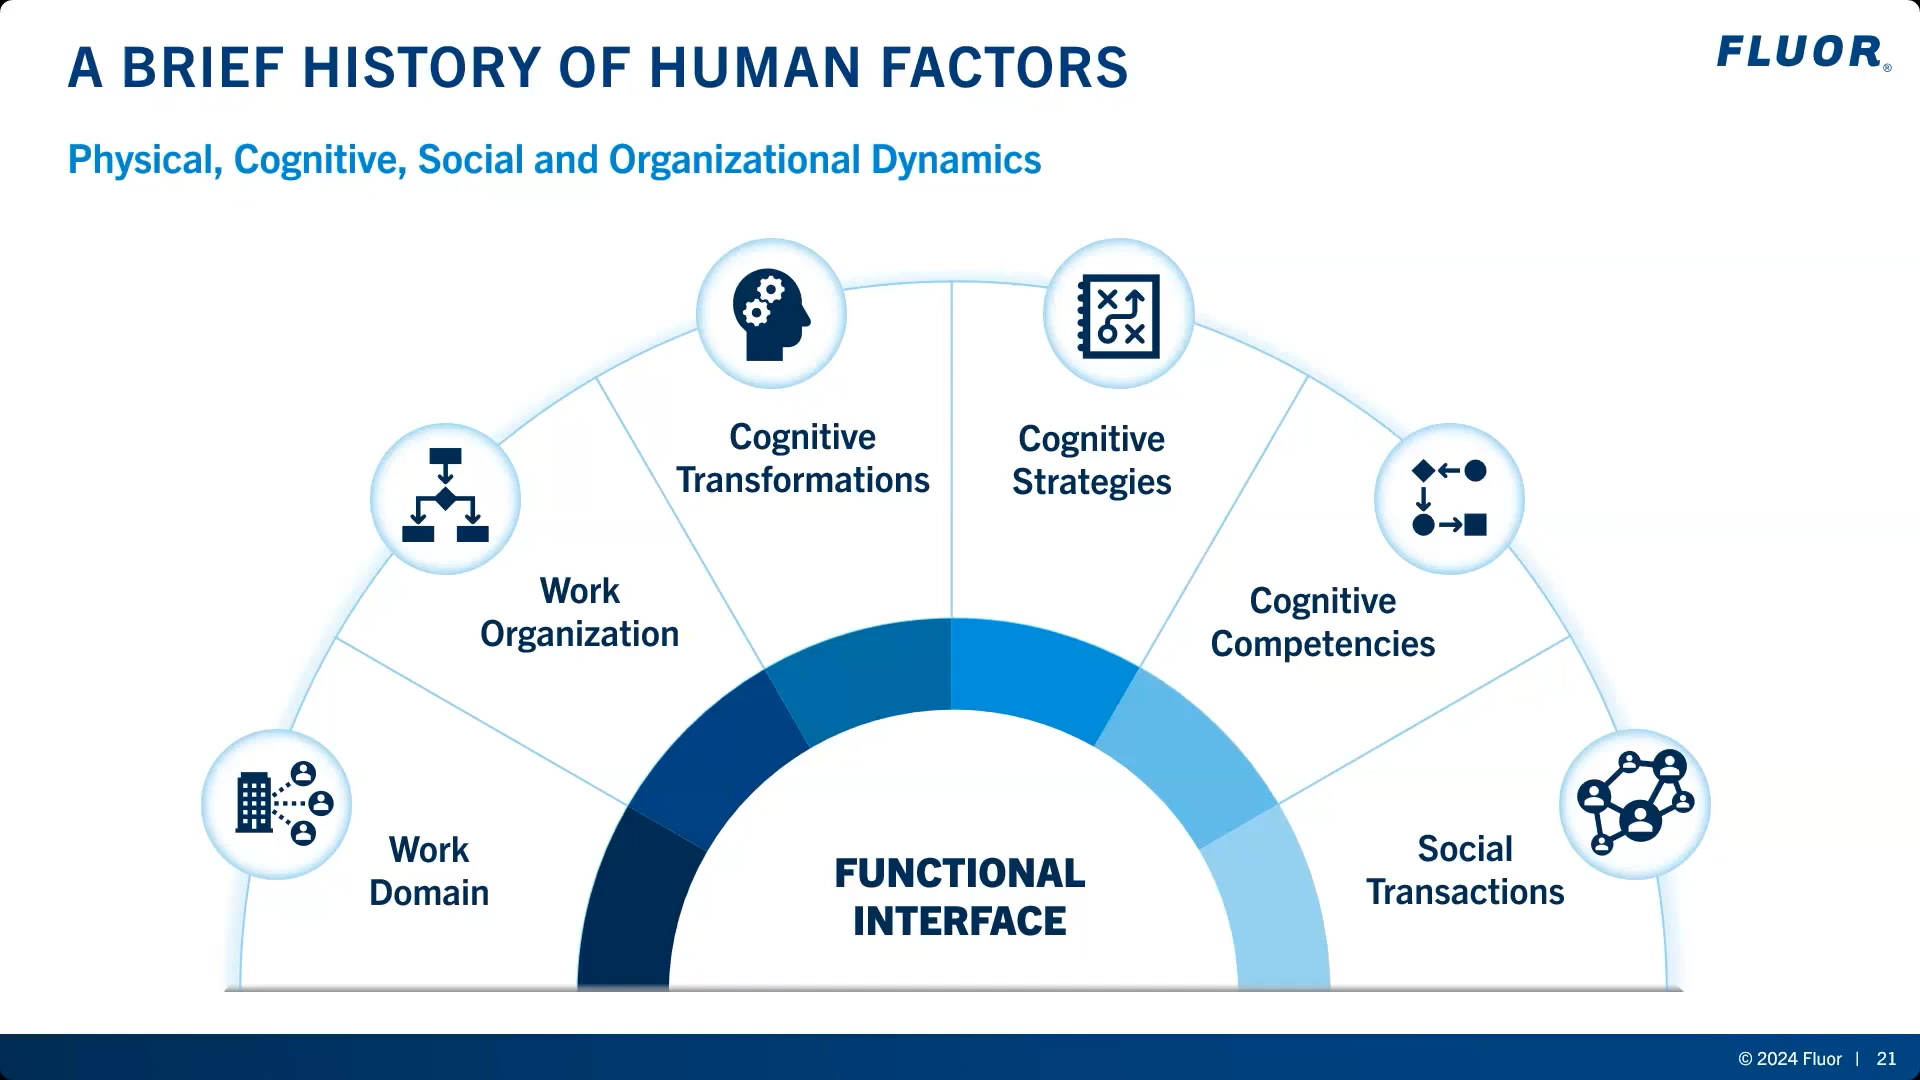 A BRIEF HISTORY OF HUMAN FACTORS
FLUOR®
Physical, Cognitive, Social and Organizational Dynamics
Cognitive
Transformations
Cognitive
Strategies
Work
Organization
Cognitive
Competencies
Work
Domain
FUNCTIONAL
INTERFACE
Social
Transactions
© 2024 Fluor | 21